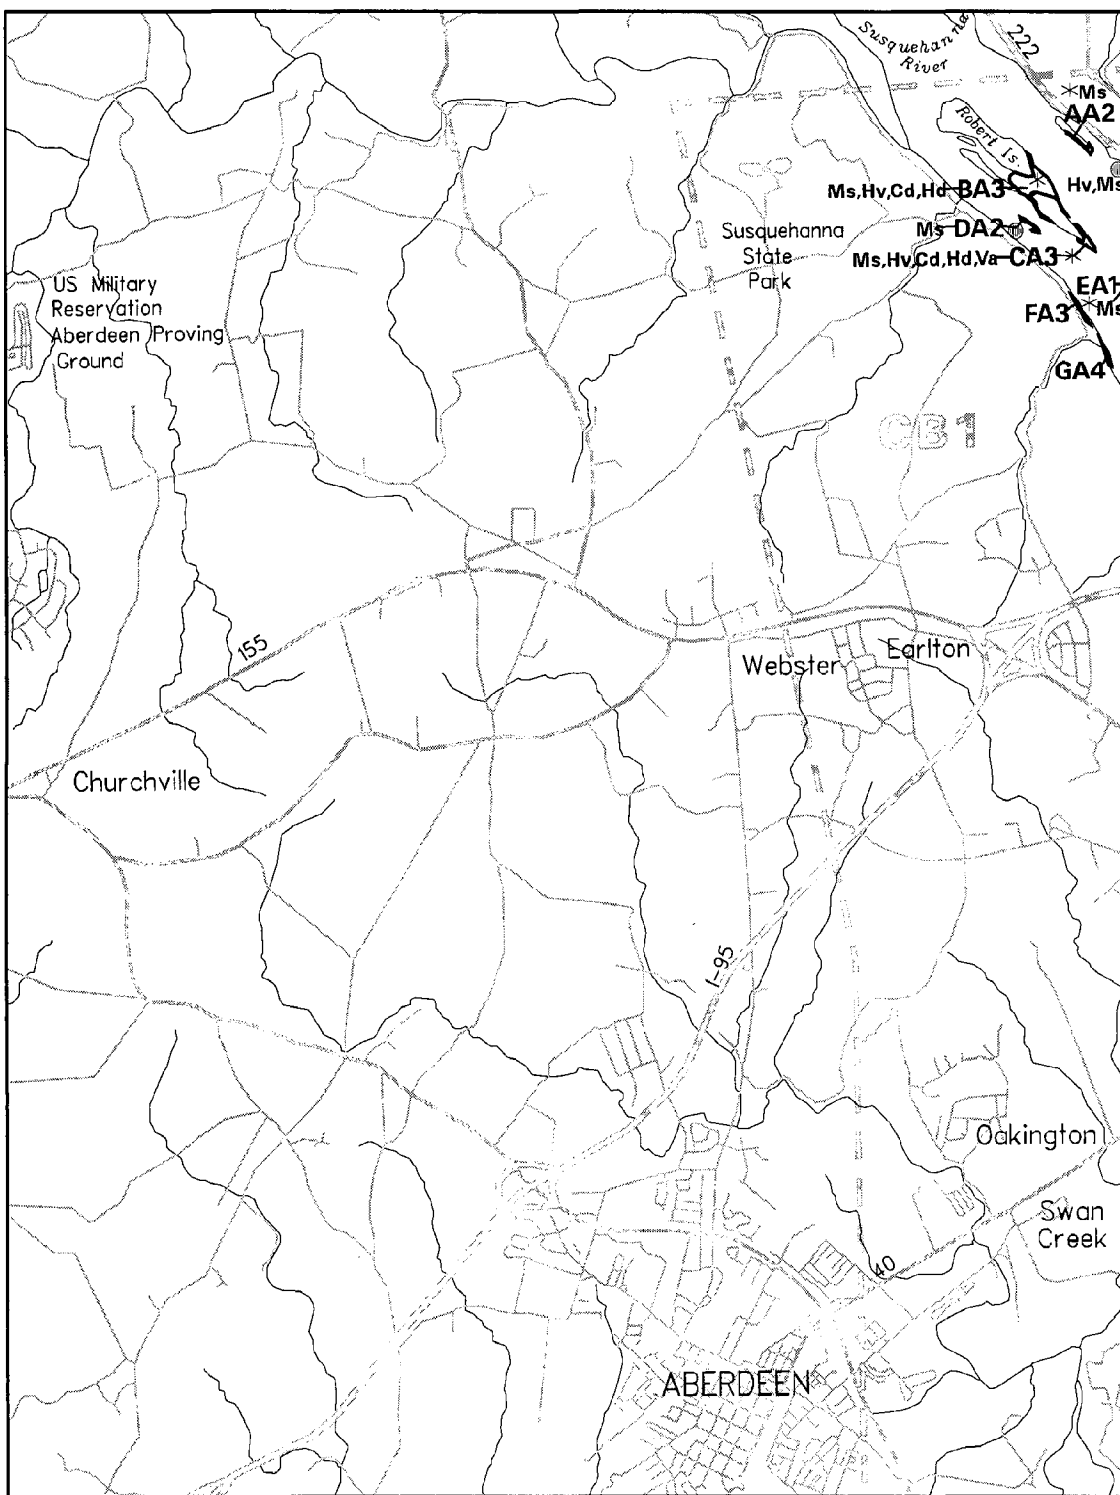 Susquehanna
River
222
Ms
AA2
Robert Is.
Hv,Ms
Ms,Hv,Cd,Hd BA3
Ms DA2
Ms,Hv,Cd,Hd,Va CA3
EA1
Ms
FA3
GA4
Susquehanna
State
Park
US Military
Reservation
Aberdeen Proving
Ground
CB1
155
Webster
Earlton
Churchville
I-95
Oakington
Swan
Creek
40
ABERDEEN